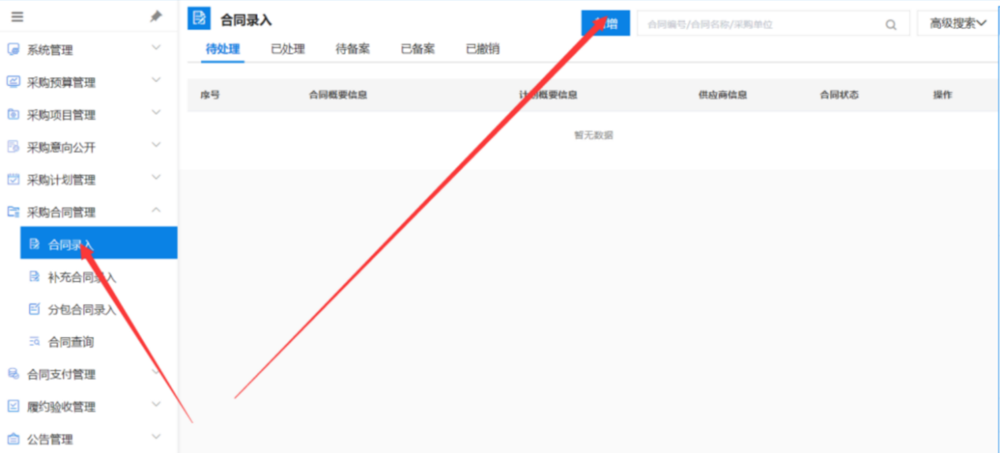 合同录入
新增
合同编号/合同名称/采购单位
高级搜索
待处理 已处理 待备案 已备案 已撤销
序号 合同概要信息 计划概要信息 供应商信息 合同状态 操作
暂无数据
系统管理
采购预算管理
采购项目管理
采购意向公开
采购计划管理
采购合同管理
合同录入
补充合同录入
分包合同录入
合同查询
合同支付管理
履约验收管理
公告管理